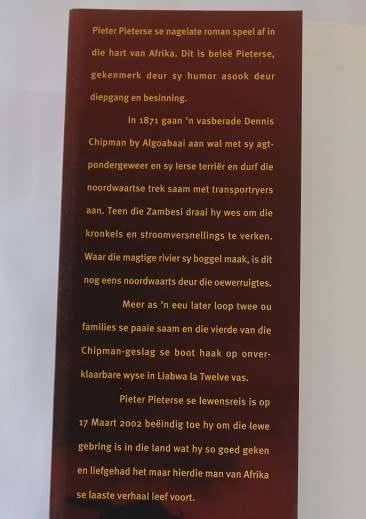 Pieter Pieterse se nagelate roman speel af in
die hart van Afrika. Dit is beleë Pieterse,
gekenmerk deur sy humor asook deur
diepgang en besinning.
In 1871 gaan 'n vasberade Dennis
Chipman by Algoabaai aan wal met sy agt-
pondergeweer en sy Ierse terriër en durf die
noordwaartse trek saam met transportryers
aan. Teen die Zambesi draai hy wes om die
kronkels en stroomversnellings te verken.
Waar die magtige rivier sy boggel maak, is dit
nog eens noordwaarts deur die oewerruigtes.
Meer as 'n eeu later loop twee ou
families se paaie saam en die vierde van die
Chipman-geslag se boot haak op onver-
klaarbare wyse in Liabwa la Twelve vas.
Pieter Pieterse se lewensreis is op
17 Maart 2002 beëindig toe hy om die lewe
gebring is in die land wat hy so goed geken
en liefgehad het maar hierdie man van Afrika
se laaste verhaal leef voort.